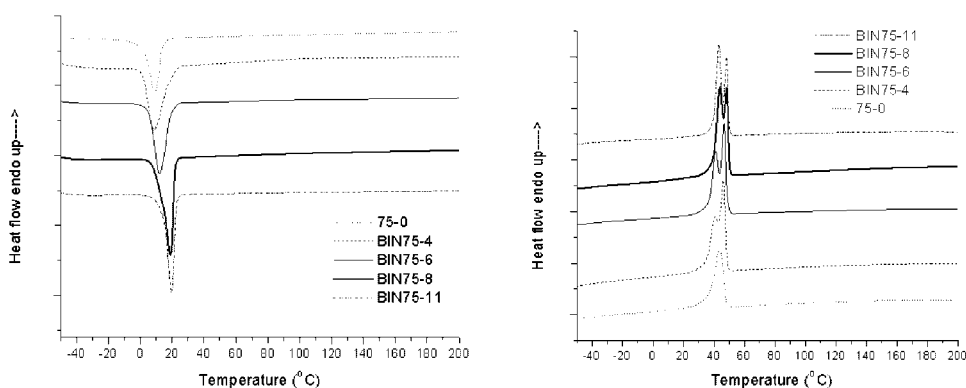 Heat flow endo up---->
75-0
BIN75-4
BIN75-6
BIN75-8
BIN75-11
-40 -20 0 20 40 60 80 100 120 140 160 180 200
Temperature (°C)
Heat flow endo up---->
BIN75-11
BIN75-8
BIN75-6
BIN75-4
75-0
-40 -20 0 20 40 60 80 100 120 140 160 180 200
Temperature (°C)